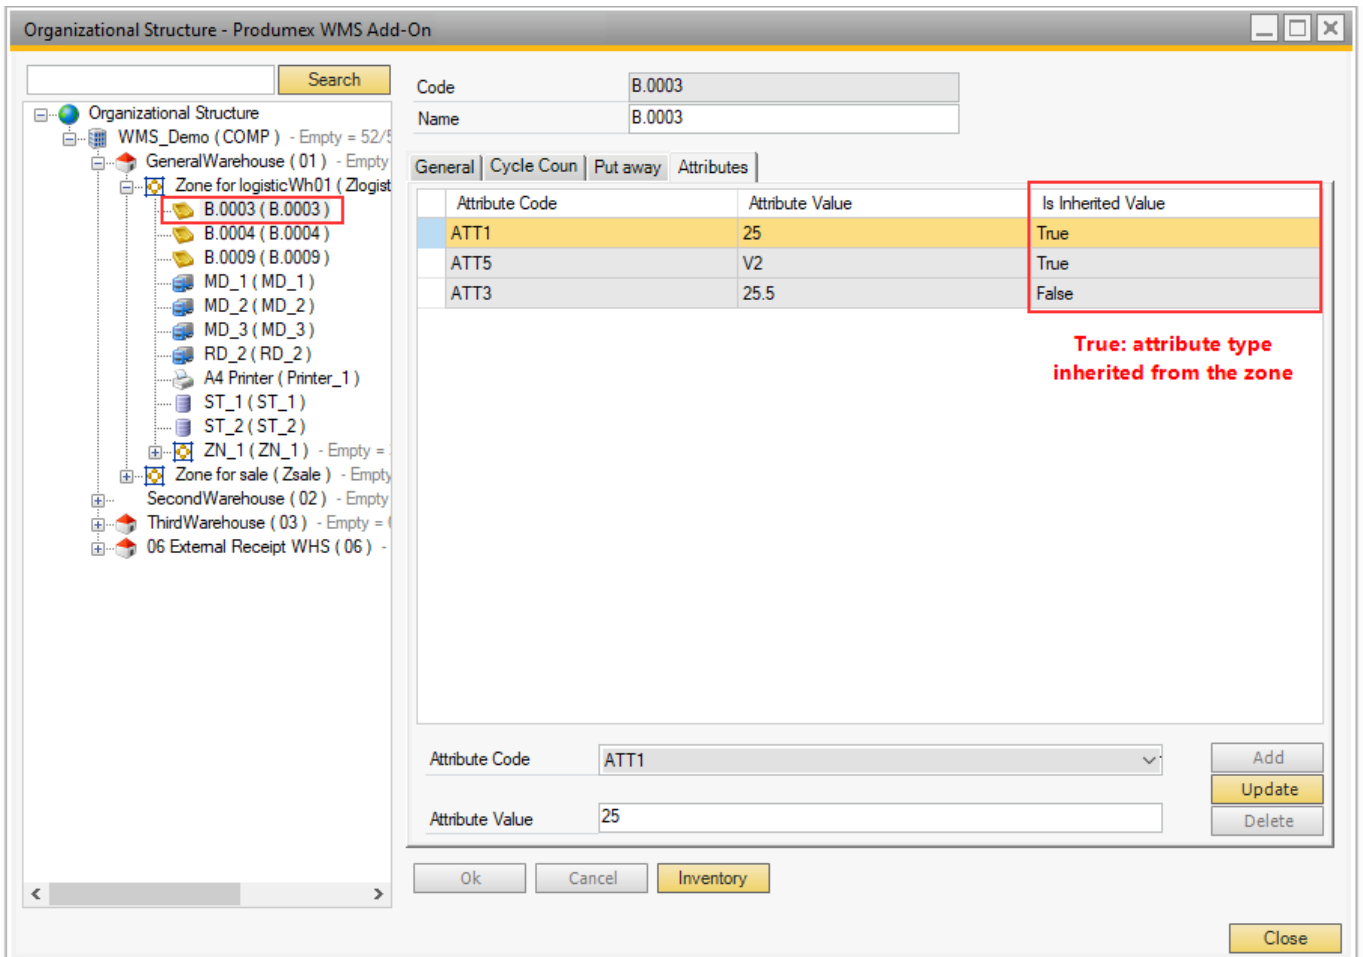 Organizational Structure - Produmex WMS Add-On
Search
Organizational Structure
WMS_Demo ( COMP ) - Empty = 52/5
GeneralWarehouse ( 01 ) - Empty
Zone for logisticWh01 ( Zlogist
B.0003 ( B.0003 )
B.0004 ( B.0004 )
B.0009 ( B.0009 )
MD_1 ( MD_1 )
MD_2 ( MD_2 )
MD_3 ( MD_3 )
RD_2 ( RD_2 )
A4 Printer ( Printer_1 )
ST_1 ( ST_1 )
ST_2 ( ST_2 )
ZN_1 ( ZN_1 ) - Empty =
Zone for sale ( Zsale ) - Empty
SecondWarehouse ( 02 ) - Empty
ThirdWarehouse ( 03 ) - Empty =
06 External Receipt WHS ( 06 ) -
Code B.0003
Name B.0003
General Cycle Coun Put away Attributes
Attribute Code Attribute Value Is Inherited Value
ATT1 25 True
ATT5 V2 True
ATT3 25.5 False
True: attribute type
inherited from the zone
Attribute Code ATT1 Add
Update
Attribute Value 25 Delete
Ok Cancel Inventory
Close